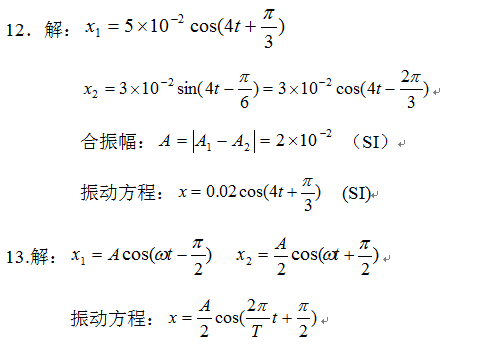 12. 解: x₁ = 5×10⁻² cos(4t + π/3)
x₂ = 3×10⁻² sin(4t − π/6) = 3×10⁻² cos(4t − 2π/3)
合振幅: A = |A₁ − A₂| = 2×10⁻² （SI）
振动方程: x = 0.02 cos(4t + π/3) (SI)
13.解: x₁ = A cos(ωt − π/2) x₂ = A/2 cos(ωt + π/2)
振动方程: x = A/2 cos(2π/T t + π/2)